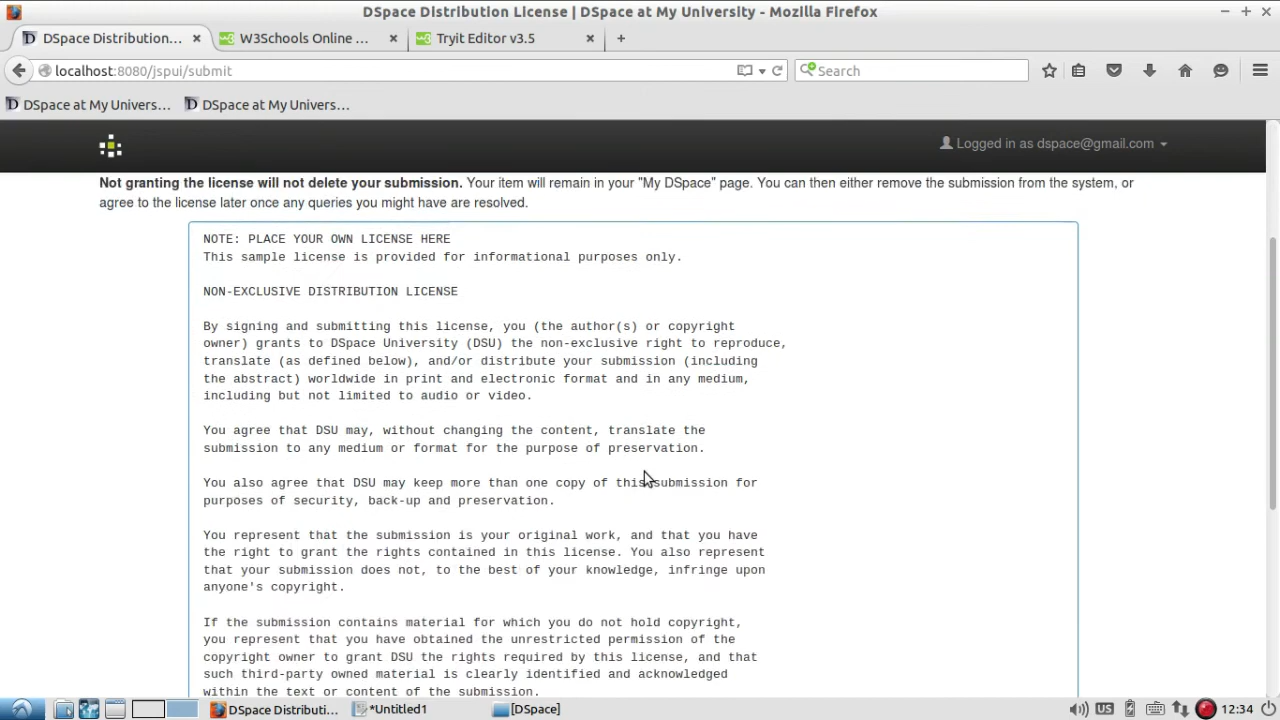 DSpace Distribution License | DSpace at My University - Mozilla Firefox
DSpace Distribution...
W3Schools Online ...
Tryit Editor v3.5
localhost:8080/jspui/submit
Search
DSpace at My Univers...
DSpace at My Univers...
Logged in as dspace@gmail.com
Not granting the license will not delete your submission. Your item will remain in your "My DSpace" page. You can then either remove the submission from the system, or
agree to the license later once any queries you might have are resolved.
NOTE: PLACE YOUR OWN LICENSE HERE
This sample license is provided for informational purposes only.
NON-EXCLUSIVE DISTRIBUTION LICENSE
By signing and submitting this license, you (the author(s) or copyright
owner) grants to DSpace University (DSU) the non-exclusive right to reproduce,
translate (as defined below), and/or distribute your submission (including
the abstract) worldwide in print and electronic format and in any medium,
including but not limited to audio or video.
You agree that DSU may, without changing the content, translate the
submission to any medium or format for the purpose of preservation.
You also agree that DSU may keep more than one copy of this submission for
purposes of security, back-up and preservation.
You represent that the submission is your original work, and that you have
the right to grant the rights contained in this license. You also represent
that your submission does not, to the best of your knowledge, infringe upon
anyone's copyright.
If the submission contains material for which you do not hold copyright,
you represent that you have obtained the unrestricted permission of the
copyright owner to grant DSU the rights required by this license, and that
such third-party owned material is clearly identified and acknowledged
within the text or content of the submission.
DSpace Distributi...
*Untitled1
[DSpace]
US
12:34